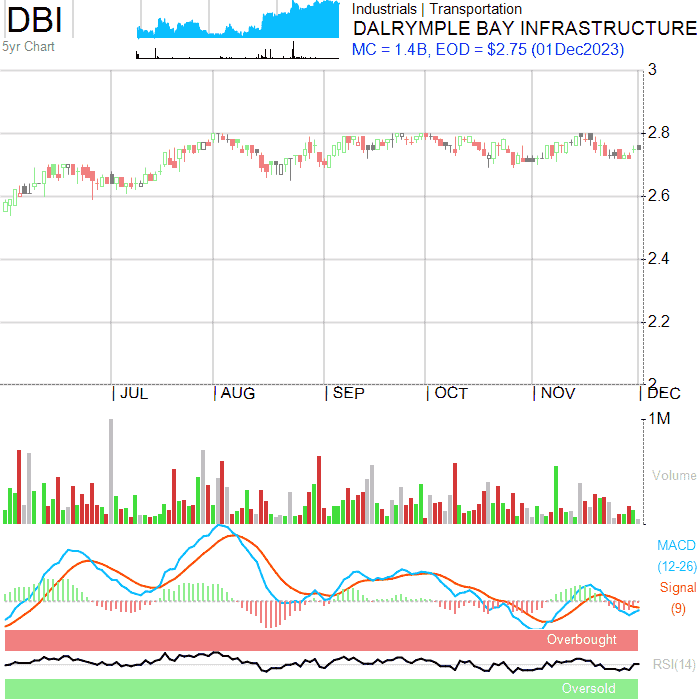 DBI
5yr Chart
Industrials | Transportation
DALRYMPLE BAY INFRASTRUCTURE
MC = 1.4B, EOD = $2.75 (01Dec2023)
3
2.8
2.6
2.4
2.2
2
JUL AUG SEP OCT NOV DEC
1M
Volume
MACD
(12-26)
Signal
(9)
Overbought
RSI(14)
Oversold